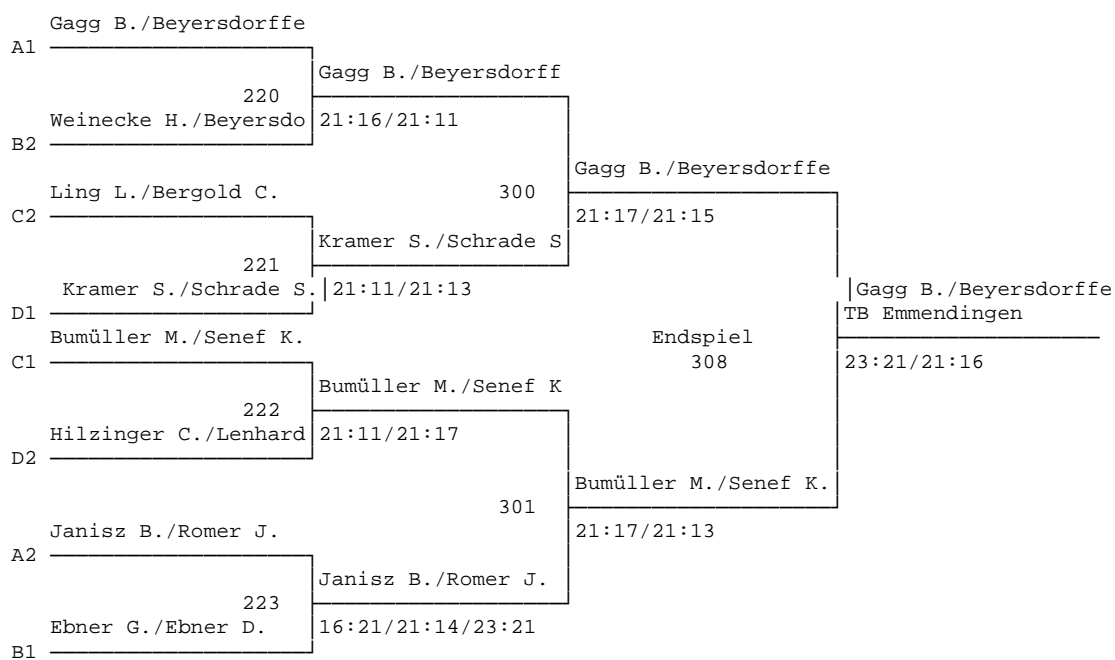 Gagg B./Beyersdorffe
A1
Gagg B./Beyersdorff
220
Weinecke H./Beyersdo 21:16/21:11
B2
Gagg B./Beyersdorffe
Ling L./Bergold C. 300
C2 21:17/21:15
Kramer S./Schrade S
221
Kramer S./Schrade S. 21:11/21:13 Gagg B./Beyersdorffe
D1 TB Emmendingen
Bumüller M./Senef K. Endspiel
C1 308 23:21/21:16
Bumüller M./Senef K
222
Hilzinger C./Lenhard 21:11/21:17
D2
Bumüller M./Senef K.
301
Janisz B./Romer J. 21:17/21:13
A2
Janisz B./Romer J.
223
Ebner G./Ebner D. 16:21/21:14/23:21
B1